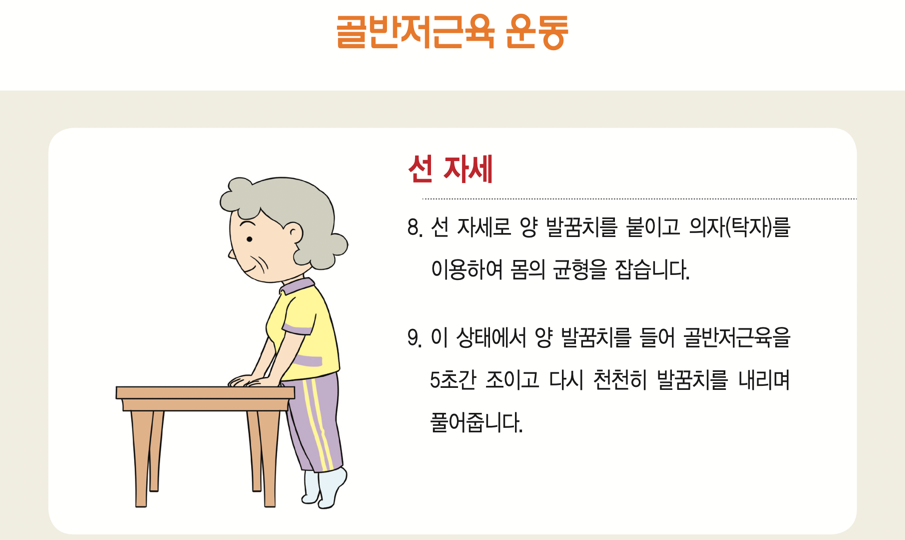 골반저근육 운동
선 자세
8. 선 자세로 양 발꿈치를 붙이고 의자(탁자)를
이용하여 몸의 균형을 잡습니다.
9. 이 상태에서 양 발꿈치를 들어 골반저근육을
5초간 조이고 다시 천천히 발꿈치를 내리며
풀어줍니다.